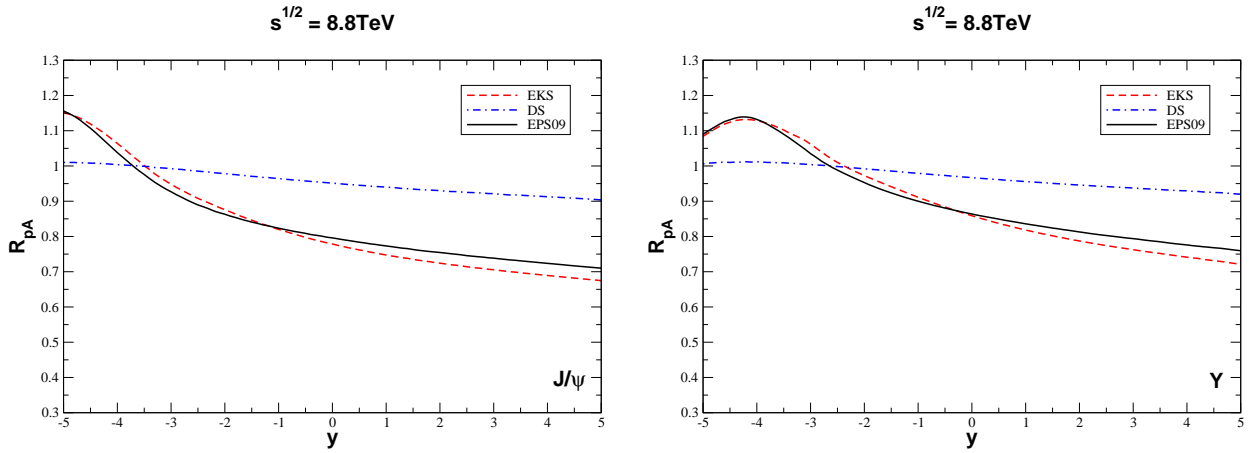 s^1/2 = 8.8TeV
1.3
1.2
1.1
1
0.9
0.8
0.7
0.6
0.5
0.4
0.3
R_pA
EKS
DS
EPS09
J/ψ
-5 -4 -3 -2 -1 0 1 2 3 4 5
y
s^1/2 = 8.8TeV
1.3
1.2
1.1
1
0.9
0.8
0.7
0.6
0.5
0.4
0.3
R_pA
EKS
DS
EPS09
Υ
-5 -4 -3 -2 -1 0 1 2 3 4 5
y